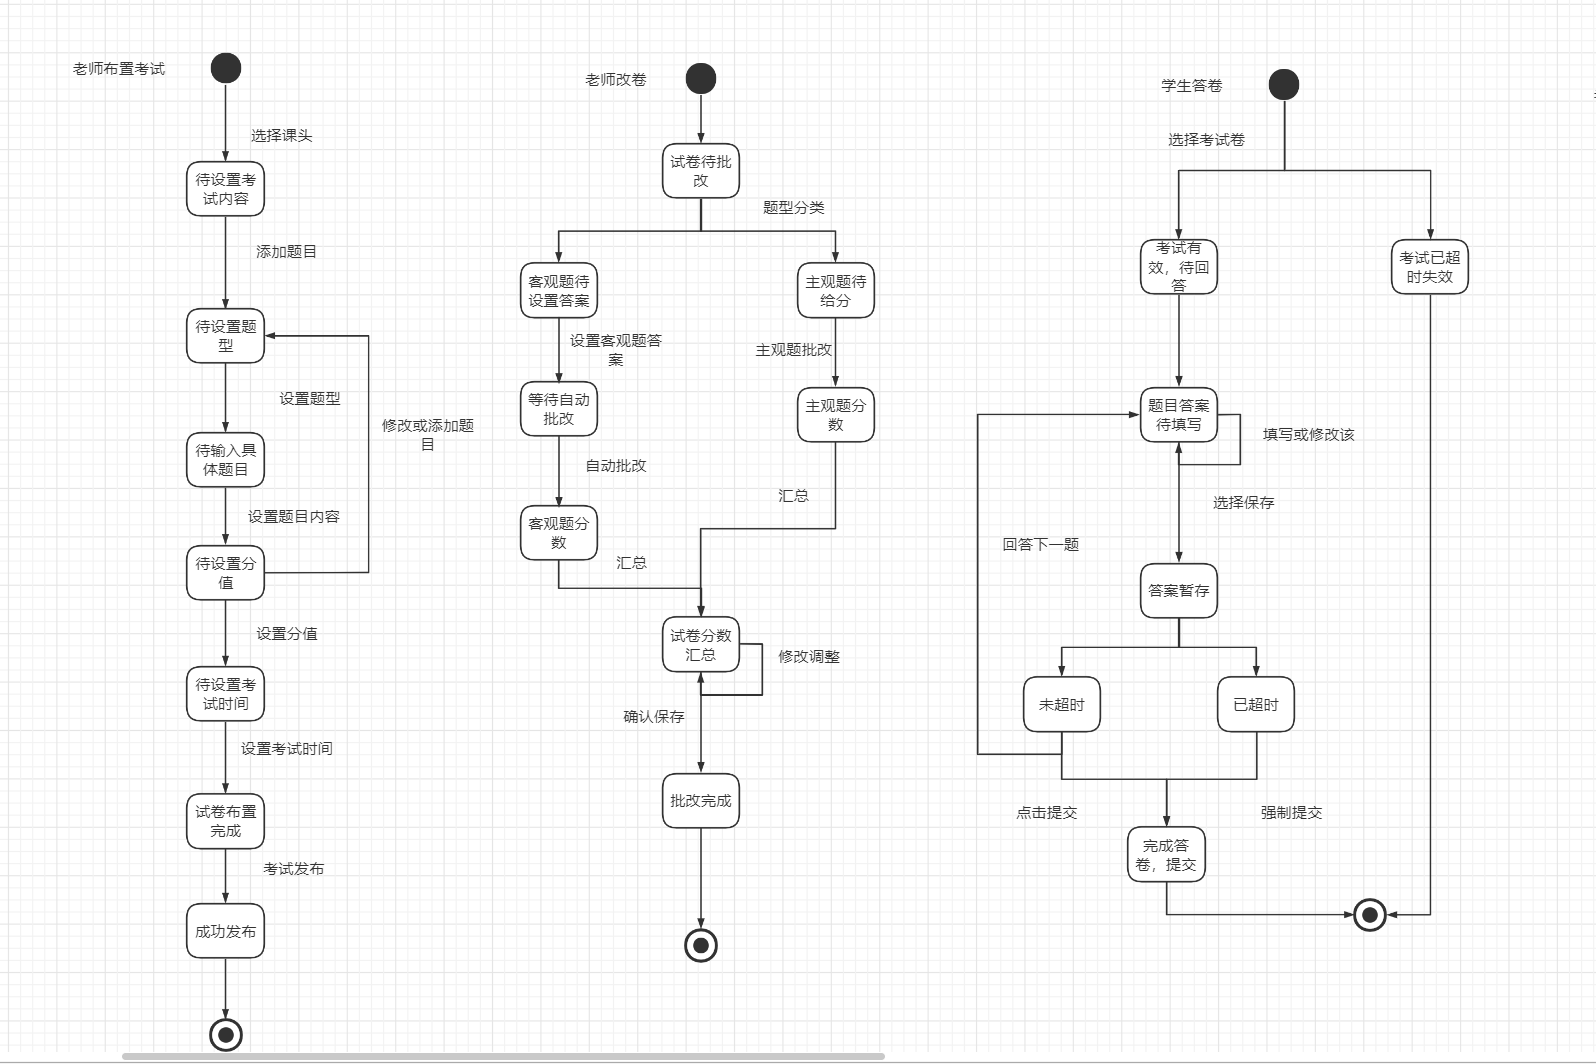 老师布置考试
选择课头
待设置考
试内容
添加题目
待设置题
型
设置题型
修改或添加题
目
待输入具
体题目
设置题目内容
待设置分
值
设置分值
待设置考
试时间
设置考试时间
试卷布置
完成
考试发布
成功发布
老师改卷
试卷待批
改
题型分类
客观题待
设置答案
主观题待
给分
设置客观题答
案
主观题批改
等待自动
批改
主观题分
数
自动批改
汇总
客观题分
数
汇总
试卷分数
汇总
修改调整
确认保存
批改完成
学生答卷
选择考试卷
考试有
效，待回
答
考试已超
时失效
题目答案
待填写
填写或修改该
选择保存
回答下一题
答案暂存
未超时
已超时
点击提交
强制提交
完成答
卷，提交